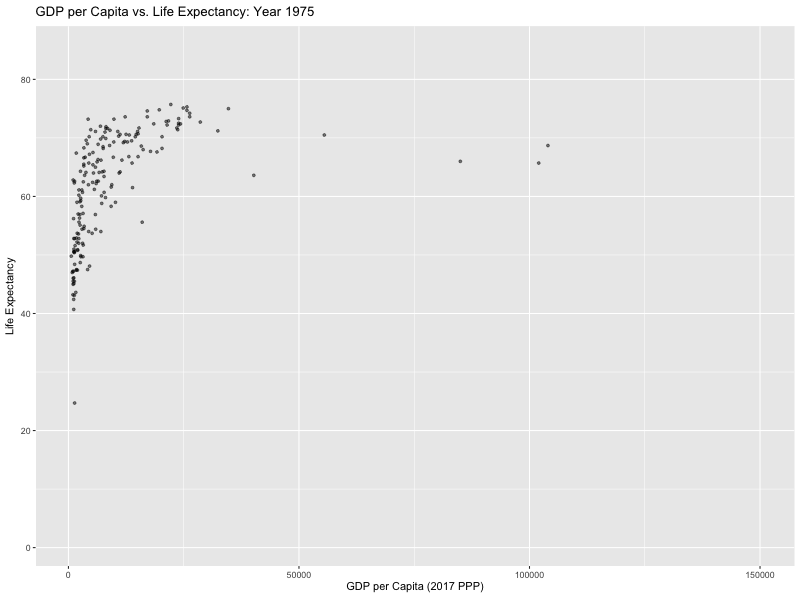 GDP per Capita vs. Life Expectancy: Year 1975
80
60
40
20
0
Life Expectancy
0 50000 100000 150000
GDP per Capita (2017 PPP)